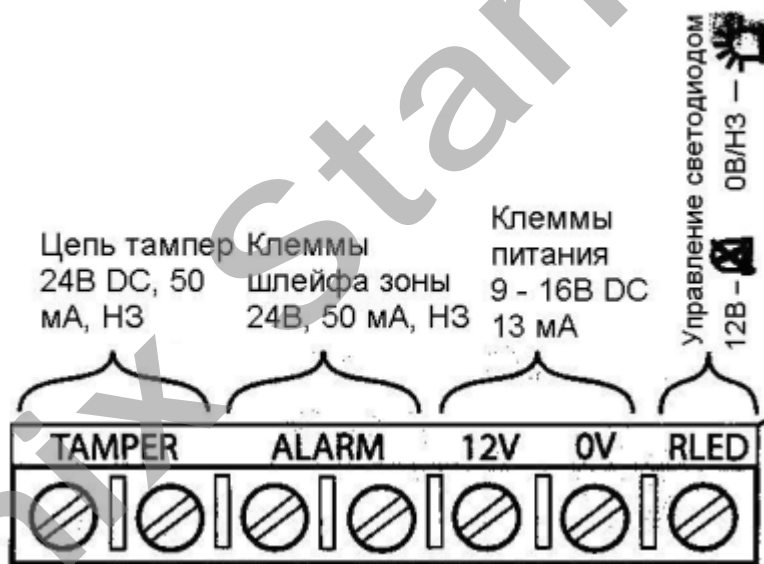 Цепь тампер
24В DC, 50
мА, НЗ
Клеммы
шлейфа зоны
24В, 50 мА, НЗ
Клеммы
питания
9 - 16В DC
13 мА
Управление светодиодом
12В –
0В/НЗ –
TAMPER ALARM 12V 0V RLED